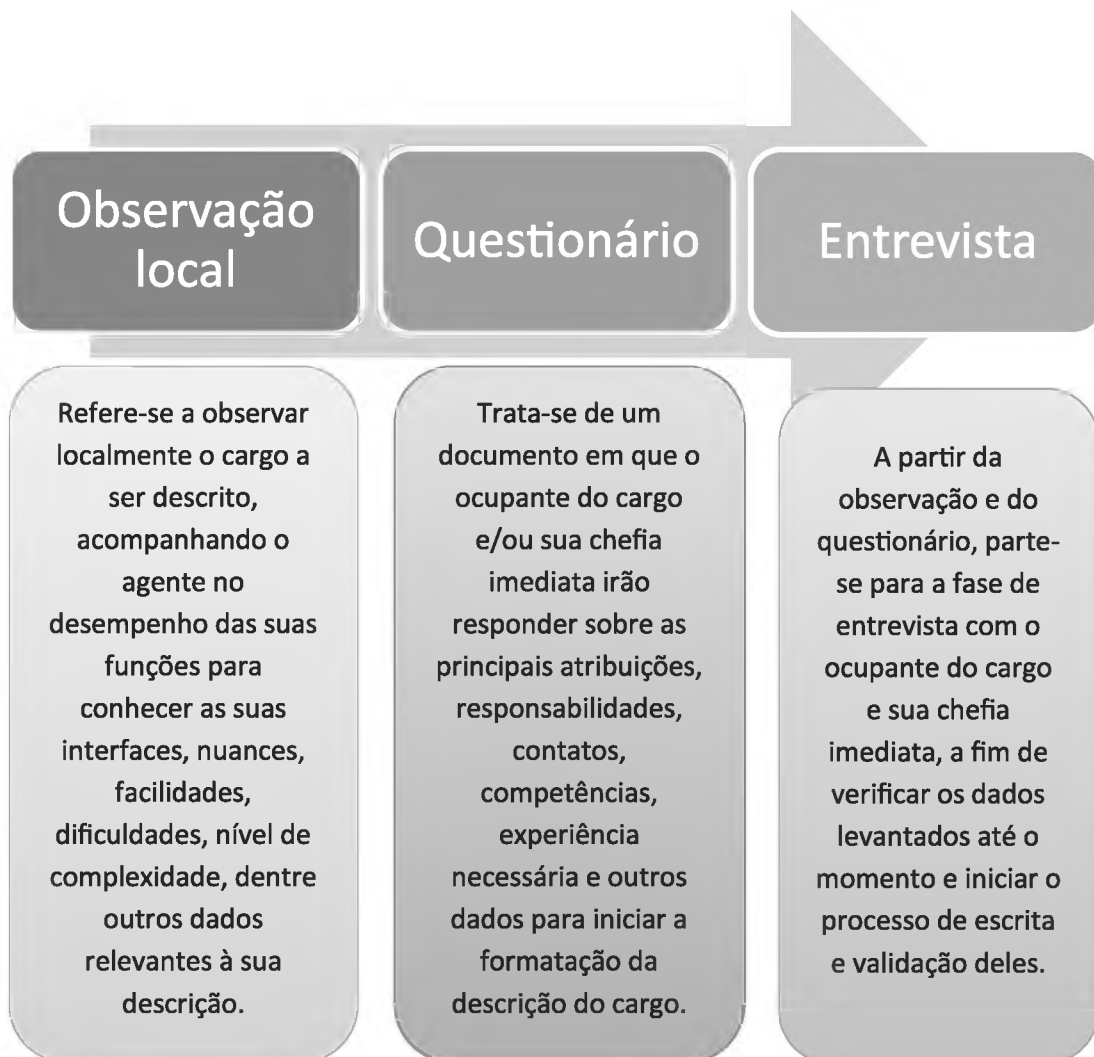 Observação
local
Questionário
Entrevista
Refere-se a observar
localmente o cargo a
ser descrito,
acompanhando o
agente no
desempenho das suas
funções para
conhecer as suas
interfaces, nuances,
facilidades,
dificuldades, nível de
complexidade, dentre
outros dados
relevantes à sua
descrição.
Trata-se de um
documento em que o
ocupante do cargo
e/ou sua chefia
imediata irão
responder sobre as
principais atribuições,
responsabilidades,
contatos,
competências,
experiência
necessária e outros
dados para iniciar a
formatação da
descrição do cargo.
A partir da
observação e do
questionário, parte-
se para a fase de
entrevista com o
ocupante do cargo
e sua chefia
imediata, a fim de
verificar os dados
levantados até o
momento e iniciar o
processo de escrita
e validação deles.